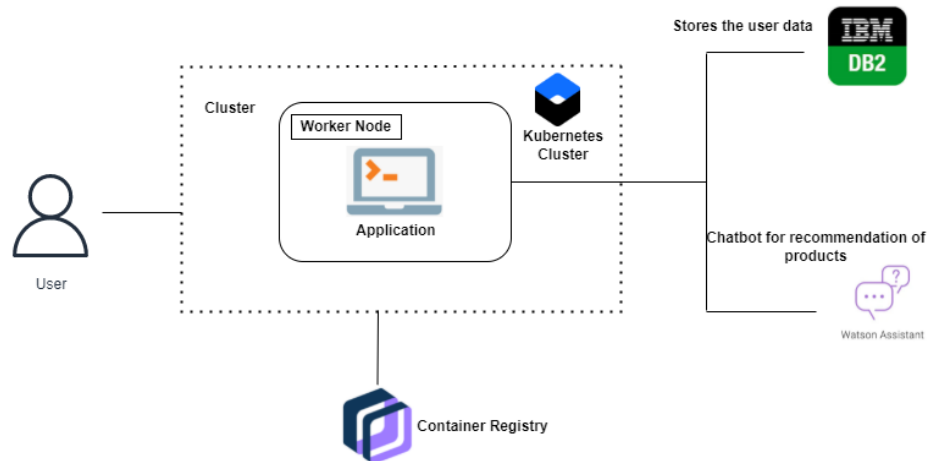 Stores the user data
IBM
DB2
Cluster
Worker Node
Kubernetes
Cluster
Application
User
Chatbot for recommendation of
products
Watson Assistant
Container Registry